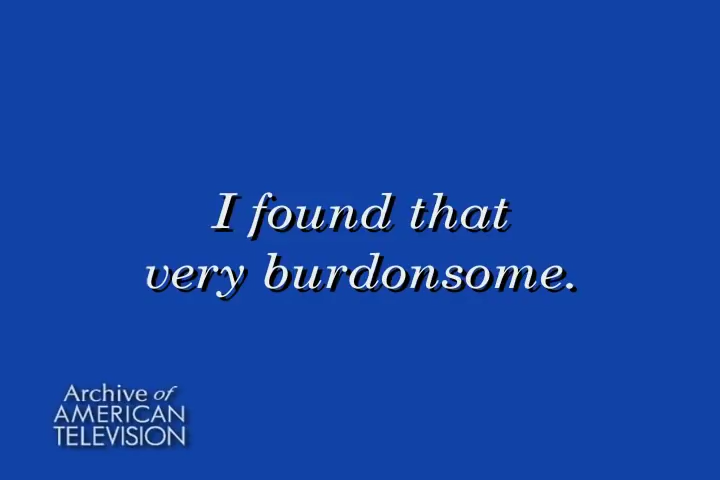 I found that
very burdonsome.
Archive of
AMERICAN
TELEVISION